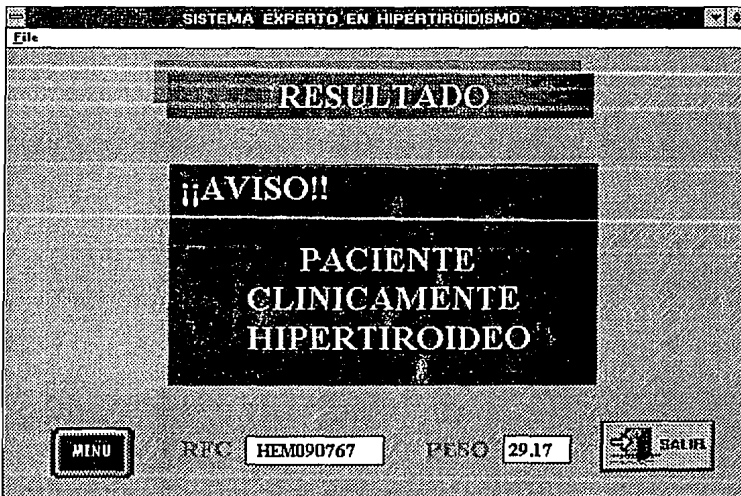 SISTEMA EXPERTO EN HIPERTIROIDISMO
File
RESULTADO
¡¡AVISO!!
PACIENTE
CLINICAMENTE
HIPERTIROIDEO
MENU RFC HEM090767 PESO 29.17 SALIR